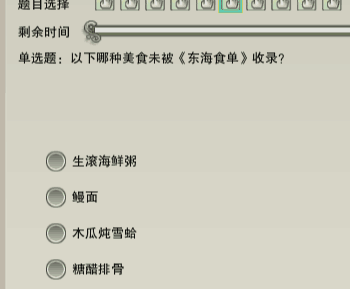 题目选择
剩余时间
单选题：以下哪种美食未被《东海食单》收录？
生滚海鲜粥
鳗面
木瓜炖雪蛤
糖醋排骨